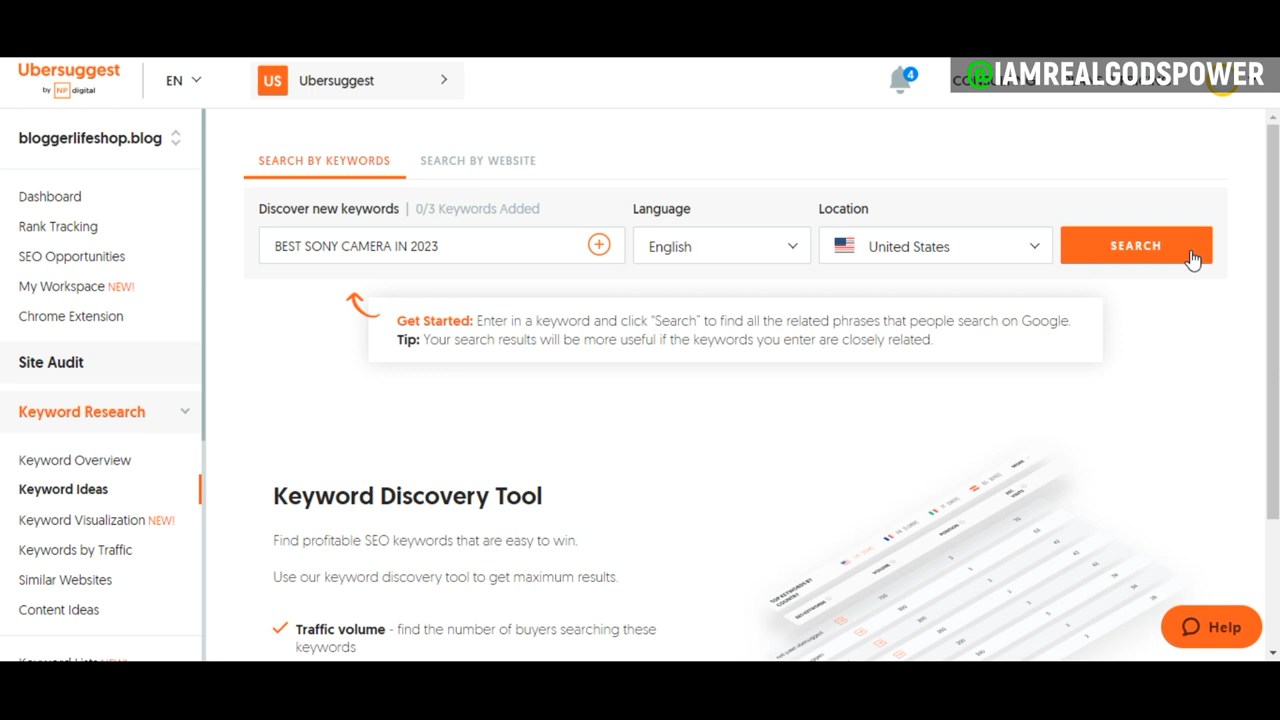 Ubersuggest
by NP digital
EN
US
Ubersuggest
4
@IAMREALGODSPOWER
bloggerlifeshop.blog
Dashboard
Rank Tracking
SEO Opportunities
My Workspace NEW!
Chrome Extension
Site Audit
Keyword Research
Keyword Overview
Keyword Ideas
Keyword Visualization NEW!
Keywords by Traffic
Similar Websites
Content Ideas
SEARCH BY KEYWORDS
SEARCH BY WEBSITE
Discover new keywords | 0/3 Keywords Added
Language
Location
BEST SONY CAMERA IN 2023
English
United States
SEARCH
Get Started: Enter in a keyword and click "Search" to find all the related phrases that people search on Google.
Tip: Your search results will be more useful if the keywords you enter are closely related.
Keyword Discovery Tool
Find profitable SEO keywords that are easy to win.
Use our keyword discovery tool to get maximum results.
Traffic volume - find the number of buyers searching these
keywords
TOP KEYWORDS BY
COUNTRY
VOLUME
POSITION
Help